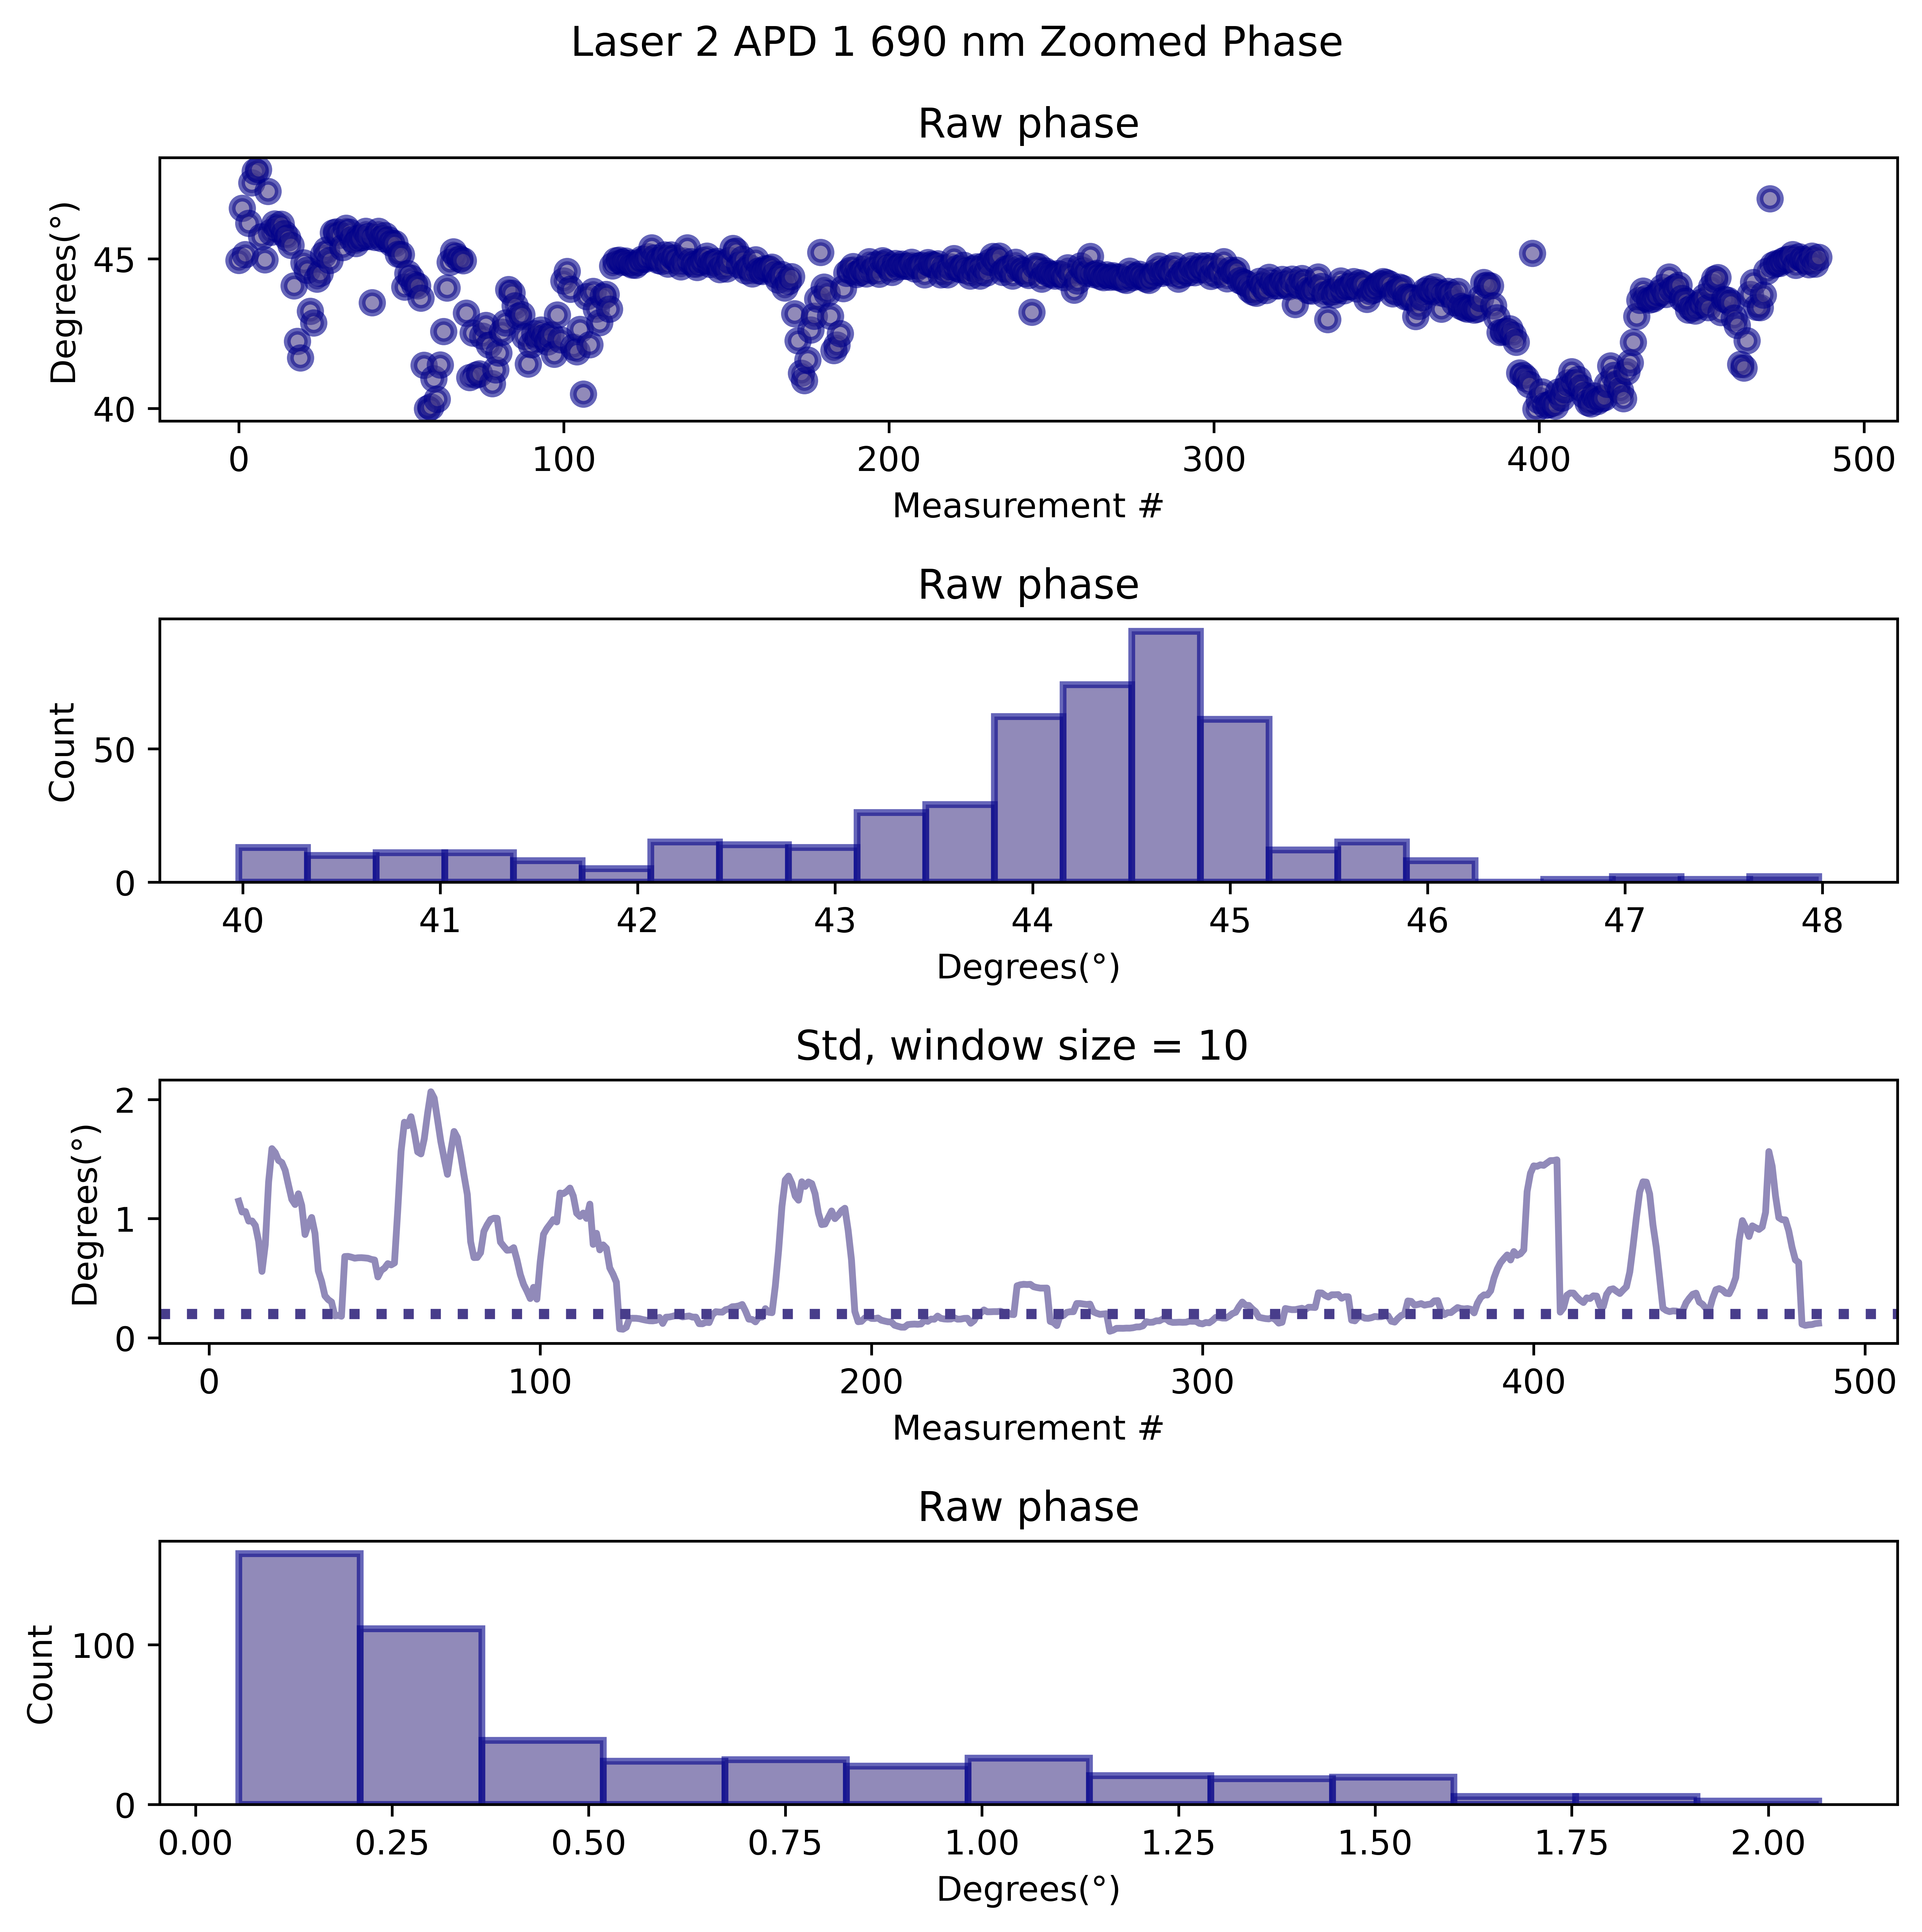 Laser 2 APD 1 690 nm Zoomed Phase
Raw phase
Degrees(°)
45
40
0 100 200 300 400 500
Measurement #
Raw phase
Count
50
0
40 41 42 43 44 45 46 47 48
Degrees(°)
Std, window size = 10
Degrees(°)
2
1
0
0 100 200 300 400 500
Measurement #
Raw phase
Count
100
0
0.00 0.25 0.50 0.75 1.00 1.25 1.50 1.75 2.00
Degrees(°)